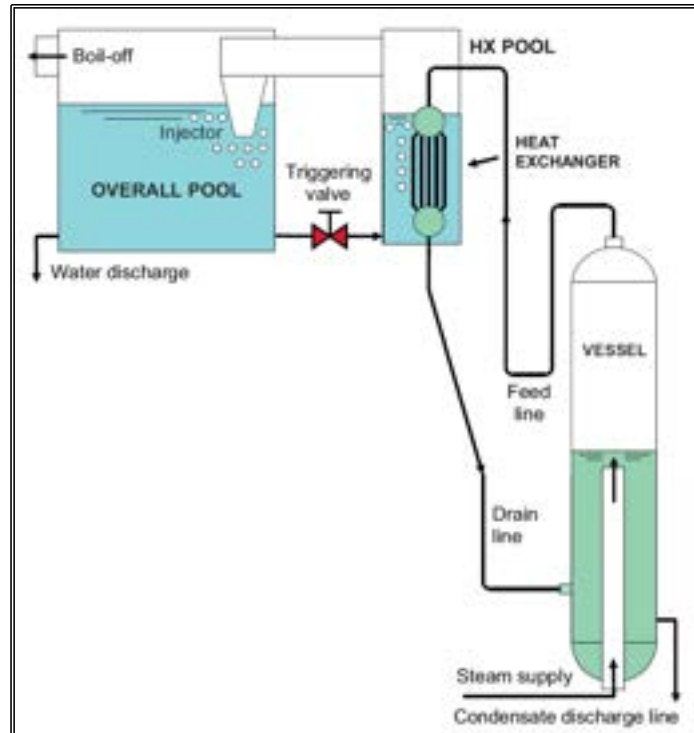 Boil-off
HX POOL
Injector
HEAT
EXCHANGER
OVERALL POOL
Triggering
valve
Water discharge
VESSEL
Feed
line
Drain
line
Steam supply
Condensate discharge line